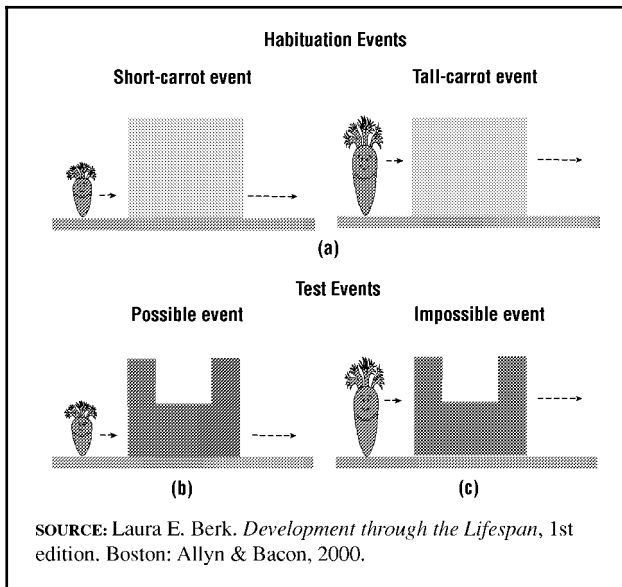 Habituation Events
Short-carrot event
Tall-carrot event
(a)
Test Events
Possible event
Impossible event
(b)
(c)
SOURCE: Laura E. Berk. Development through the Lifespan, 1st
edition. Boston: Allyn & Bacon, 2000.